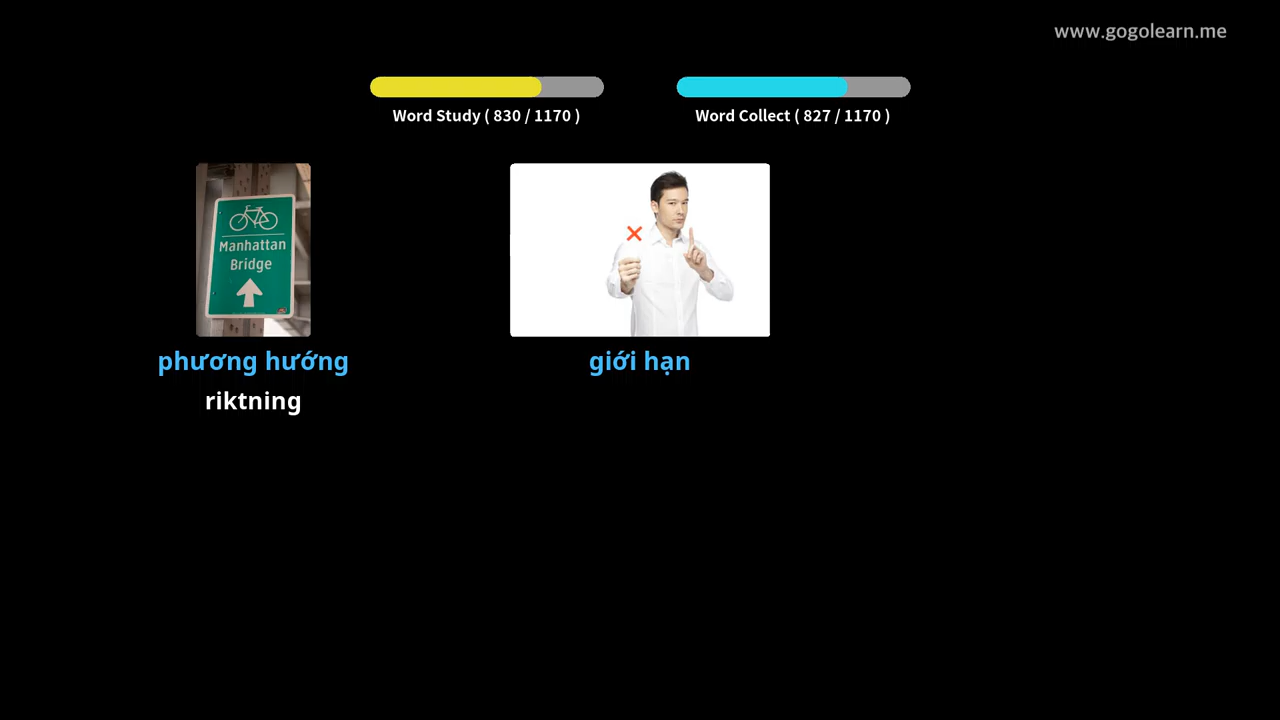 www.gogolearn.me
Word Study ( 830 / 1170 )
Word Collect ( 827 / 1170 )
Manhattan
Bridge
phương hướng
giới hạn
riktning